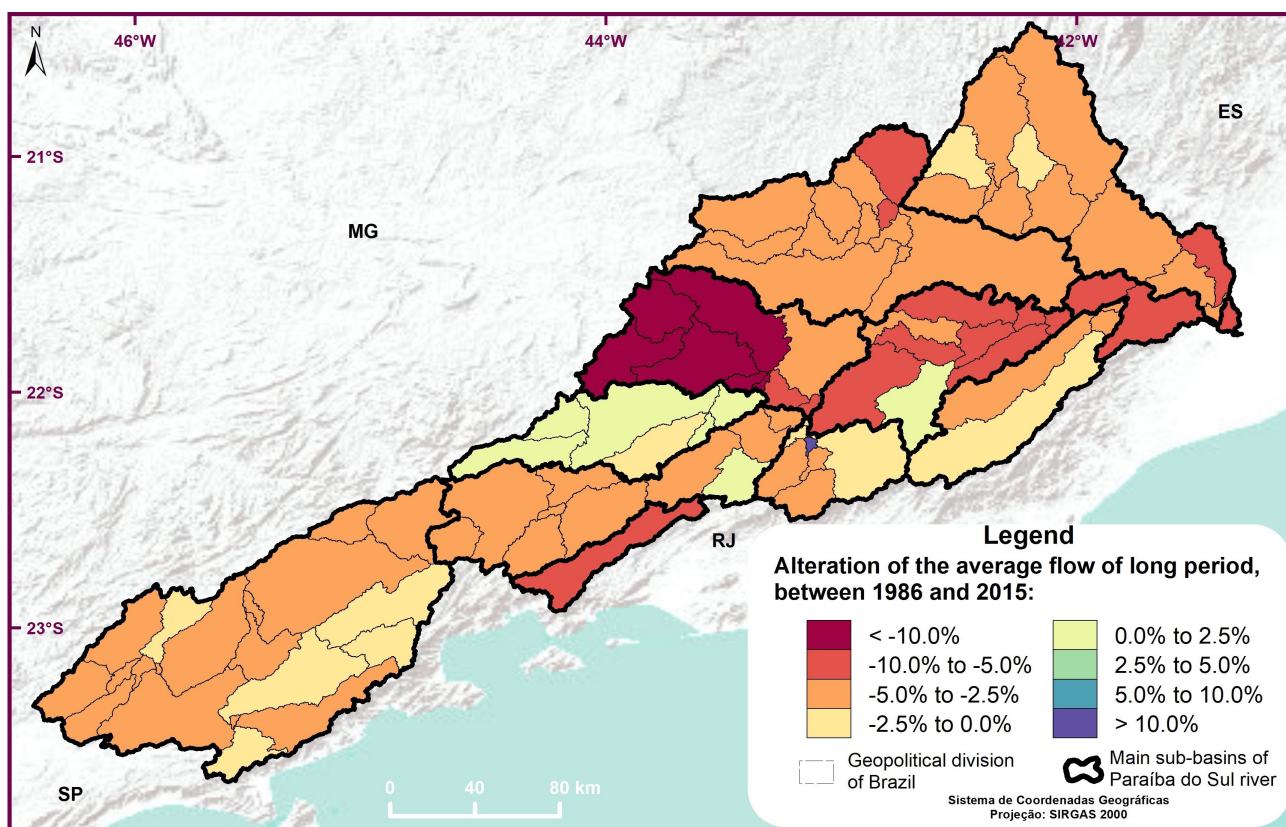 N
46°W
44°W
42°W
ES
21°S
MG
22°S
RJ
23°S
SP
0 40 80 km
Legend
Alteration of the average flow of long period,
between 1986 and 2015:
< -10.0%
-10.0% to -5.0%
-5.0% to -2.5%
-2.5% to 0.0%
0.0% to 2.5%
2.5% to 5.0%
5.0% to 10.0%
> 10.0%
Geopolitical division
of Brazil
Main sub-basins of
Paraíba do Sul river
Sistema de Coordenadas Geográficas
Projeção: SIRGAS 2000